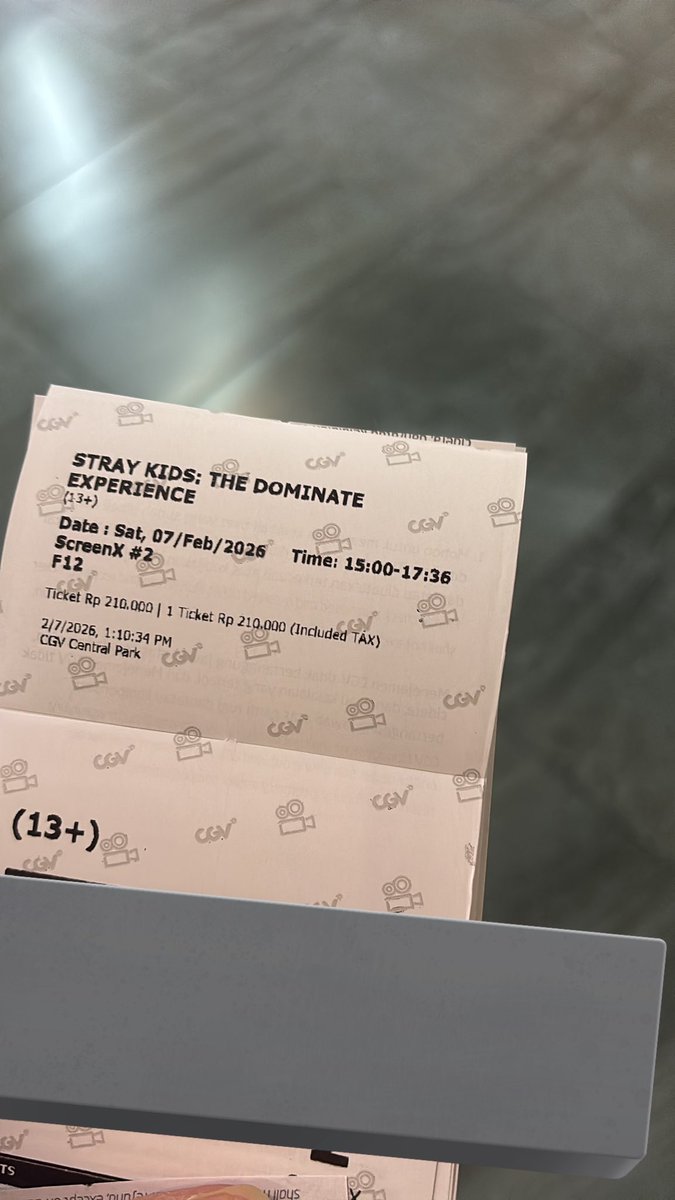 STRAY KIDS: THE DOMINATE
EXPERIENCE
(13+)
Date : Sat, 07/Feb/2026 Time: 15:00-17:36
ScreenX #2
F12
Ticket Rp 210.000 | 1 Ticket Rp 210.000 (Included TAX)
2/7/2026, 1:10:34 PM
CGV Central Park
(13+)
CGV
TS